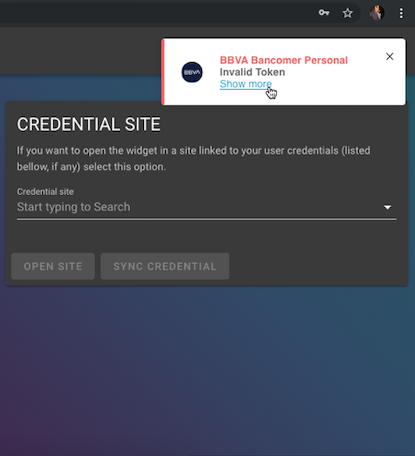 BBVA Bancomer Personal
BBVA
Invalid Token
Show more
CREDENTIAL SITE
If you want to open the widget in a site linked to your user credentials (listed
bellow, if any) select this option.
Credential site
Start typing to Search
OPEN SITE
SYNC CREDENTIAL